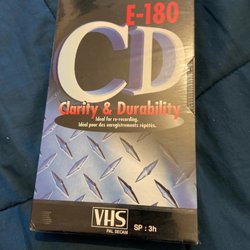 E-180
CD
Clarity & Durability
Ideal for re-recording.
Idéal pour des enregistrements répétés.
VHS
PAL SECAM
SP : 3h